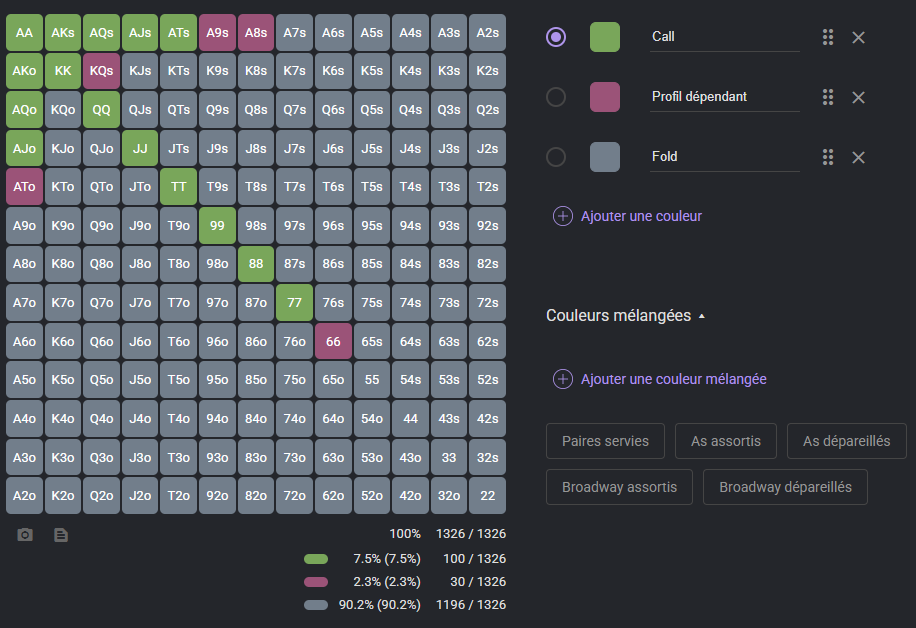 AA AKs AQs AJs ATs A9s A8s A7s A6s A5s A4s A3s A2s
AKo KK KQs KJs KTs K9s K8s K7s K6s K5s K4s K3s K2s
AQo KQo QQ QJs QTs Q9s Q8s Q7s Q6s Q5s Q4s Q3s Q2s
AJo KJo QJo JJ JTs J9s J8s J7s J6s J5s J4s J3s J2s
ATo KTo QTo JTo TT T9s T8s T7s T6s T5s T4s T3s T2s
A9o K9o Q9o J9o T9o 99 98s 97s 96s 95s 94s 93s 92s
A8o K8o Q8o J8o T8o 98o 88 87s 86s 85s 84s 83s 82s
A7o K7o Q7o J7o T7o 97o 87o 77 76s 75s 74s 73s 72s
A6o K6o Q6o J6o T6o 96o 86o 76o 66 65s 64s 63s 62s
A5o K5o Q5o J5o T5o 95o 85o 75o 65o 55 54s 53s 52s
A4o K4o Q4o J4o T4o 94o 84o 74o 64o 54o 44 43s 42s
A3o K3o Q3o J3o T3o 93o 83o 73o 63o 53o 43o 33 32s
A2o K2o Q2o J2o T2o 92o 82o 72o 62o 52o 42o 32o 22
100% 1326 / 1326
7.5% (7.5%) 100 / 1326
2.3% (2.3%) 30 / 1326
90.2% (90.2%) 1196 / 1326
Call
Profil dépendant
Fold
Ajouter une couleur
Couleurs mélangées
Ajouter une couleur mélangée
Paires servies As assortis As dépareillés
Broadway assortis Broadway dépareillés